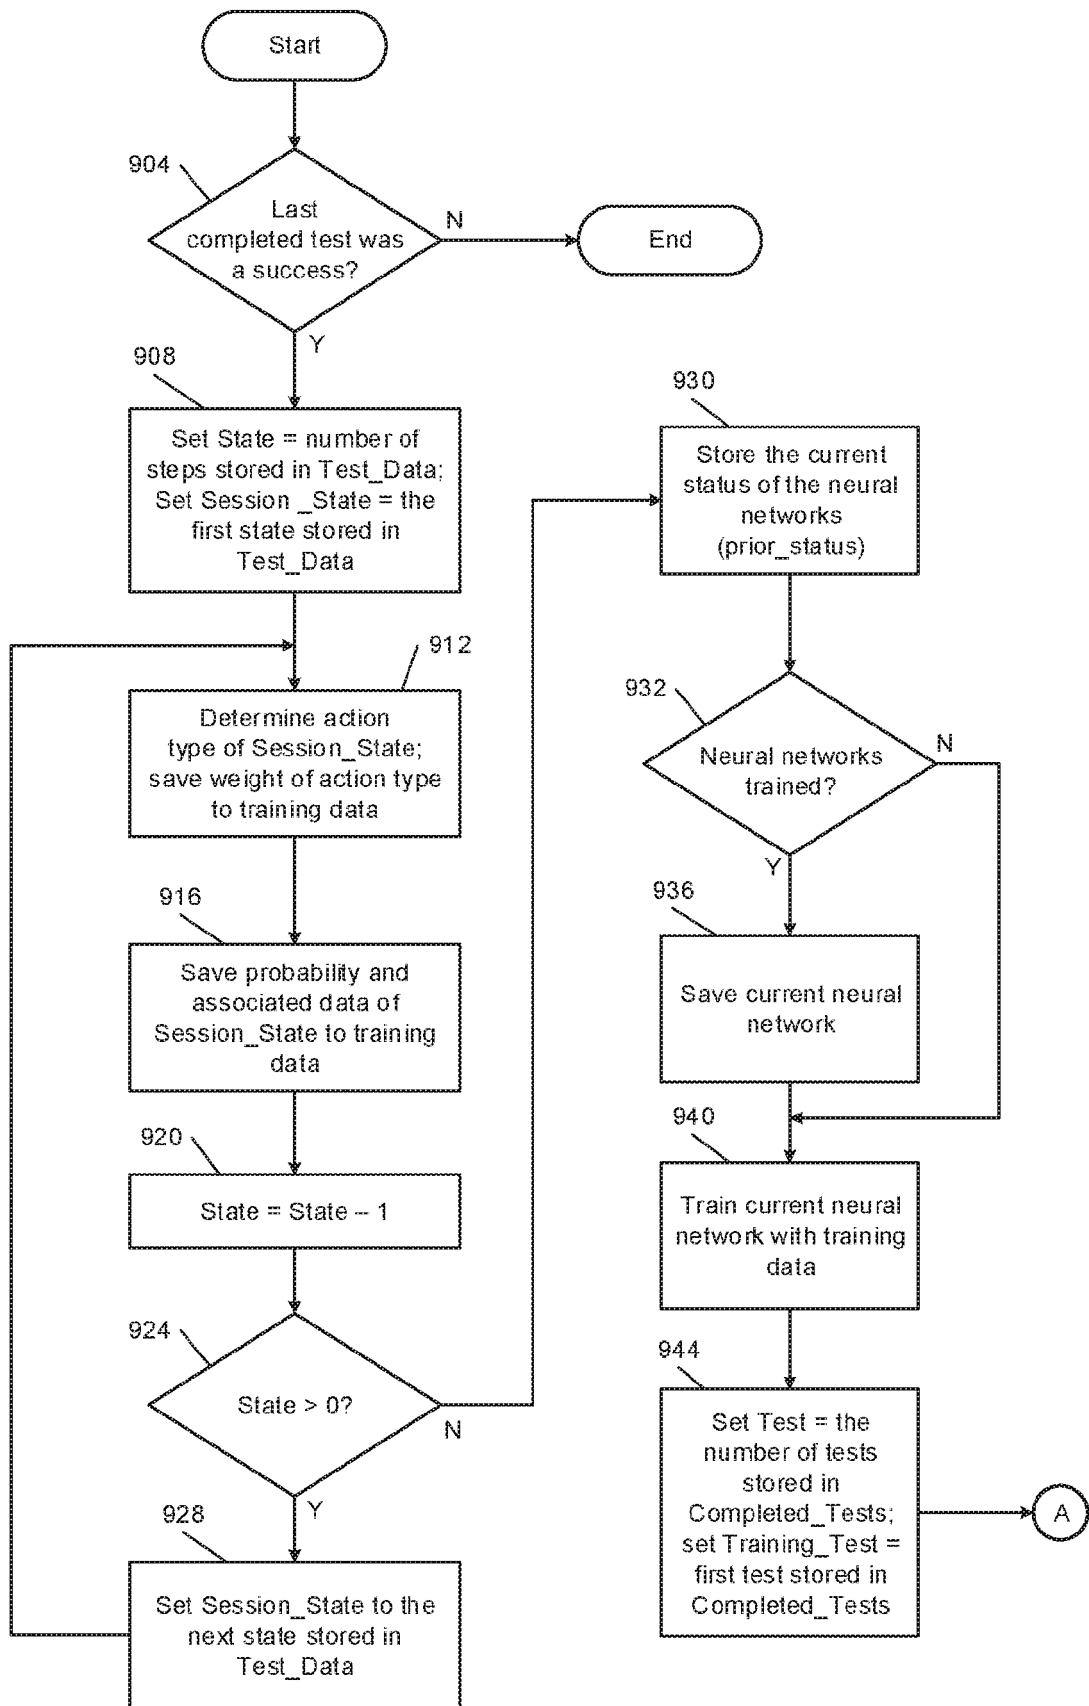 Start
904
Last
completed test was
a success?
N
End
Y
908
Set State = number of
steps stored in Test_Data;
Set Session _State = the
first state stored in
Test_Data
912
Determine action
type of Session_State;
save weight of action type
to training data
916
Save probability and
associated data of
Session_State to training
data
920
State = State – 1
924
State > 0?
N
Y
928
Set Session_State to the
next state stored in
Test_Data
930
Store the current
status of the neural
networks
(prior_status)
932
Neural networks
trained?
N
Y
936
Save current neural
network
940
Train current neural
network with training
data
944
Set Test = the
number of tests
stored in
Completed_Tests;
set Training_Test =
first test stored in
Completed_Tests
A